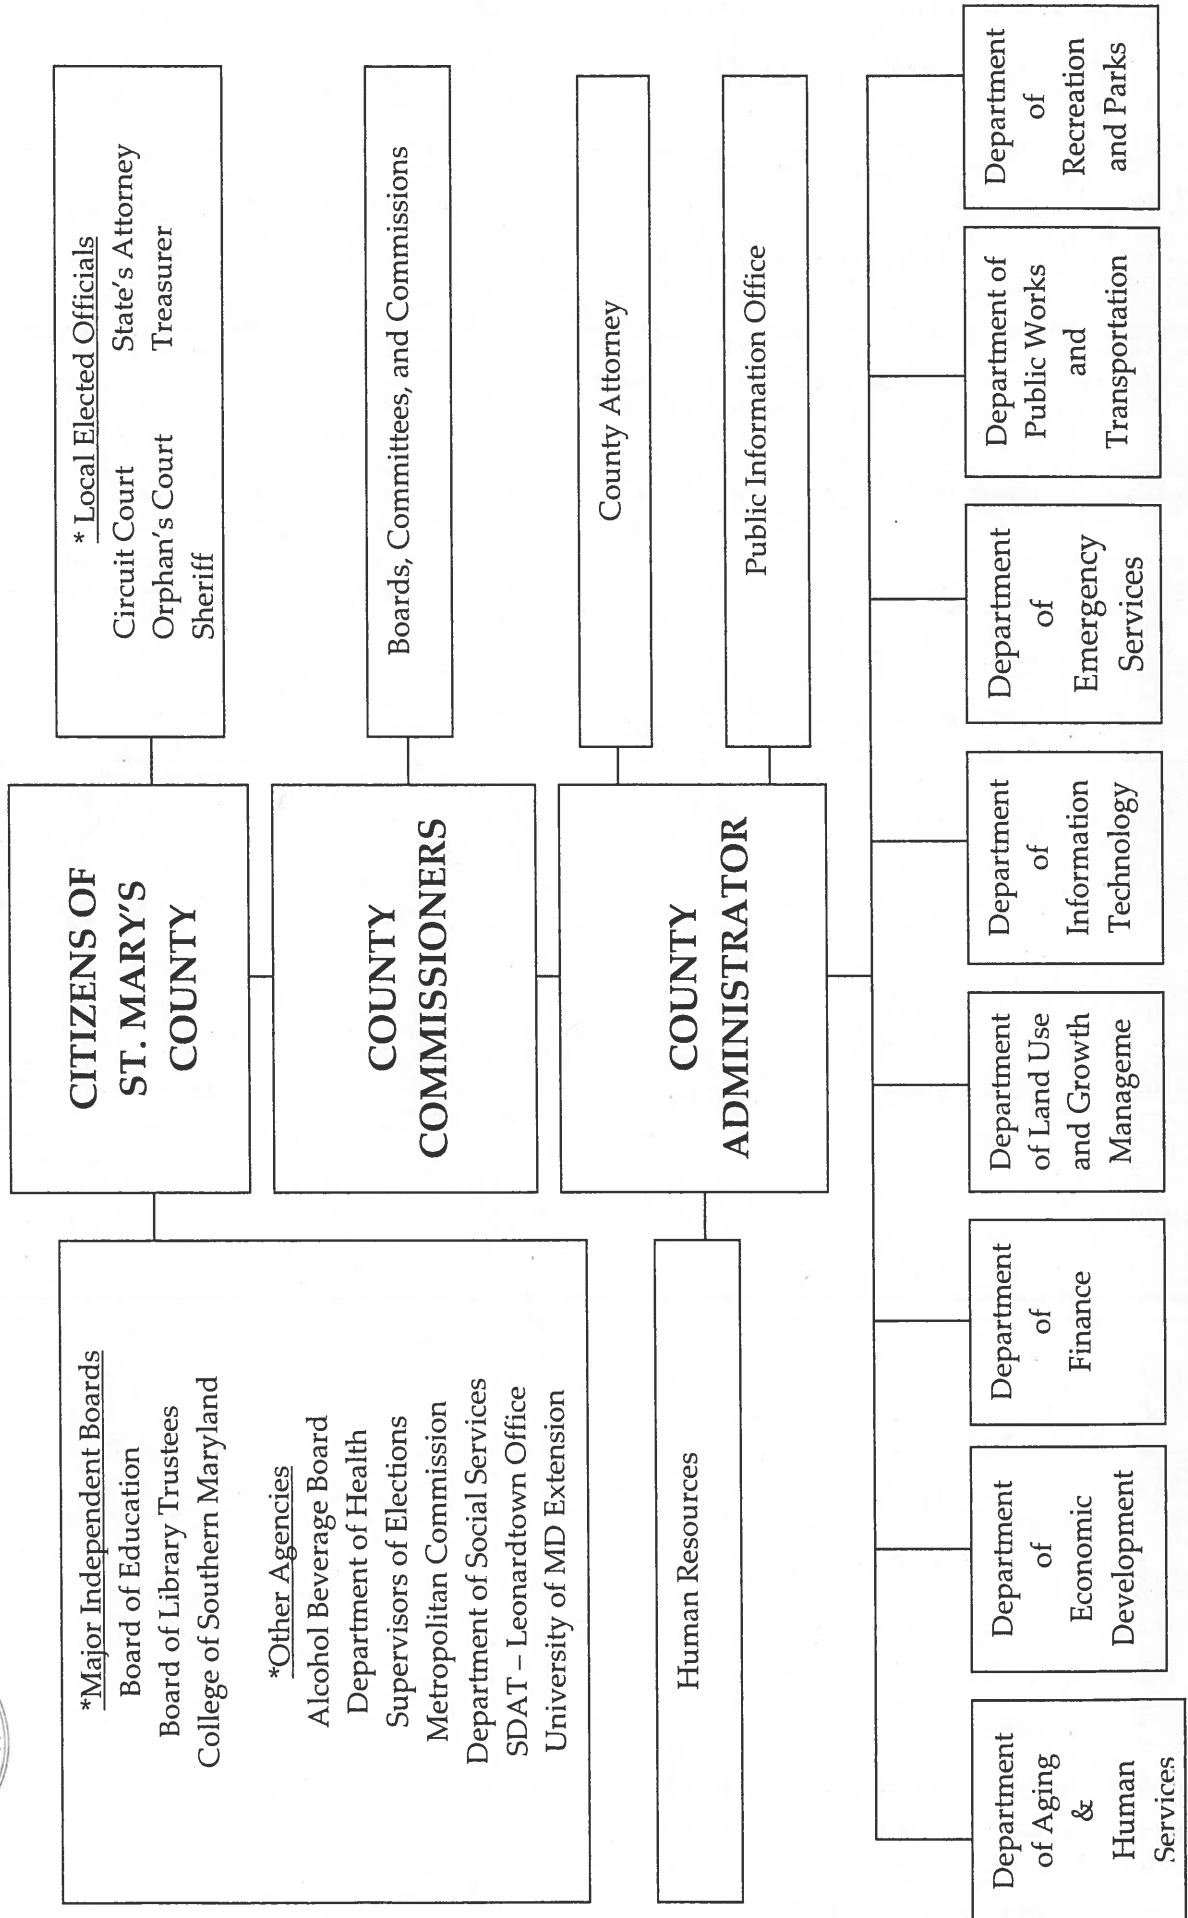 CITIZENS OF
ST. MARY'S
COUNTY
*Major Independent Boards
Board of Education
Board of Library Trustees
College of Southern Maryland
*Other Agencies
Alcohol Beverage Board
Department of Health
Supervisors of Elections
Metropolitan Commission
Department of Social Services
SDAT – Leonardtown Office
University of MD Extension
* Local Elected Officials
Circuit Court State's Attorney
Orphan's Court Treasurer
Sheriff
COUNTY
COMMISSIONERS
Boards, Committees, and Commissions
COUNTY
ADMINISTRATOR
Human Resources
County Attorney
Public Information Office
Department
of Aging
&
Human
Services
Department
of
Economic
Development
Department
of
Finance
Department
of Land Use
and Growth
Manageme
Department
of
Information
Technology
Department
of
Emergency
Services
Department of
Public Works
and
Transportation
Department
of
Recreation
and Parks